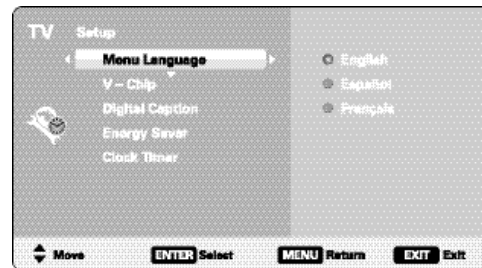 TV Setup
Menu Language
V – Chip
Digital Caption
Energy Saver
Clock Timer
English
Español
Français
Move ENTER Select MENU Return EXIT Exit